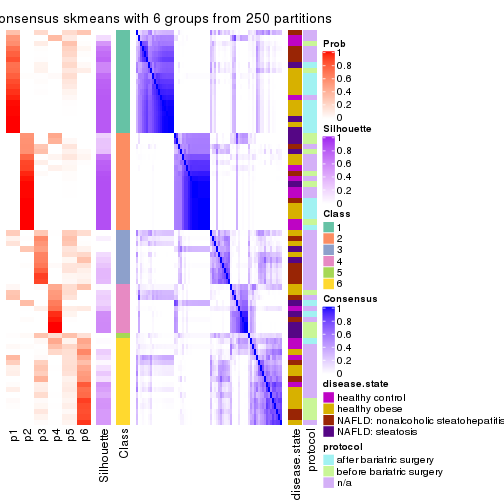 onsensus skmeans with 6 groups from 250 partitions
Prob
1
0.8
0.6
0.4
0.2
0
Silhouette
1
0.8
0.6
0.4
0.2
0
Class
1
2
3
4
5
6
Consensus
1
0.8
0.6
0.4
0.2
0
disease.state
healthy control
healthy obese
NAFLD: nonalcoholic steatohepatitis
NAFLD: steatosis
protocol
after bariatric surgery
before bariatric surgery
n/a
p1
p2
p3
p4
p5
p6
Silhouette
Class
disease.state
protocol